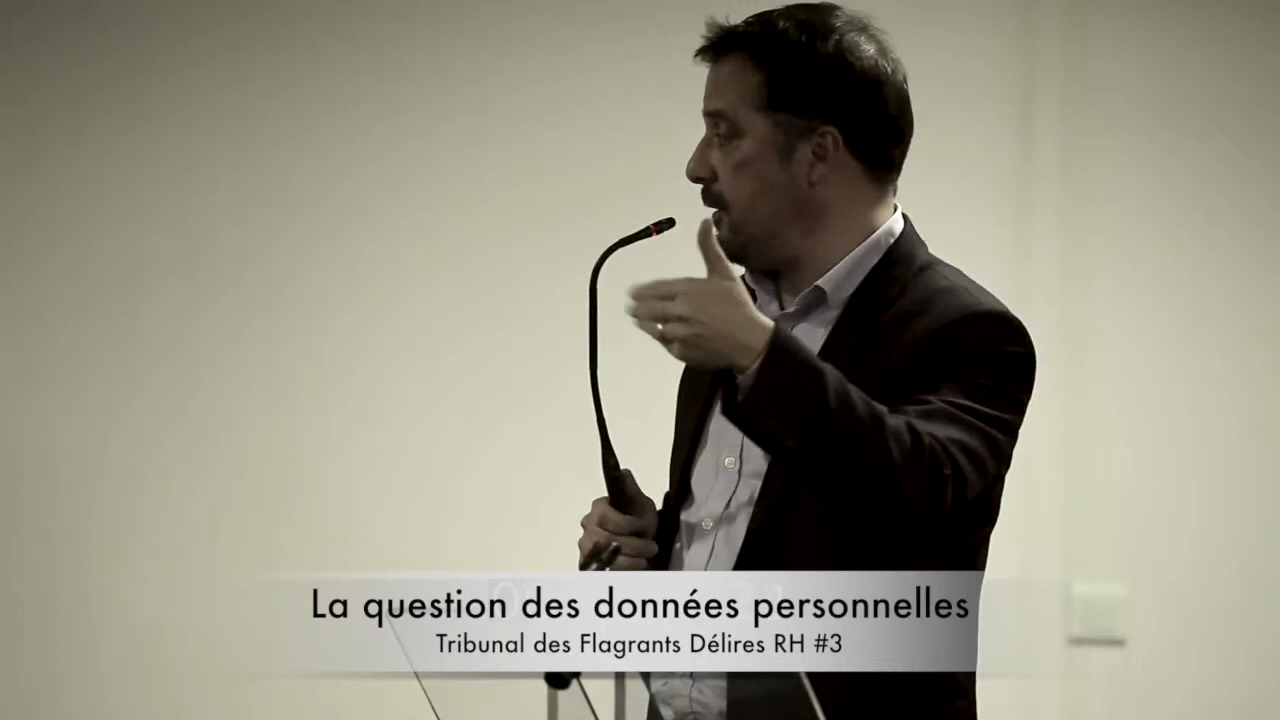 La question des données personnelles
Tribunal des Flagrants Délires RH #3